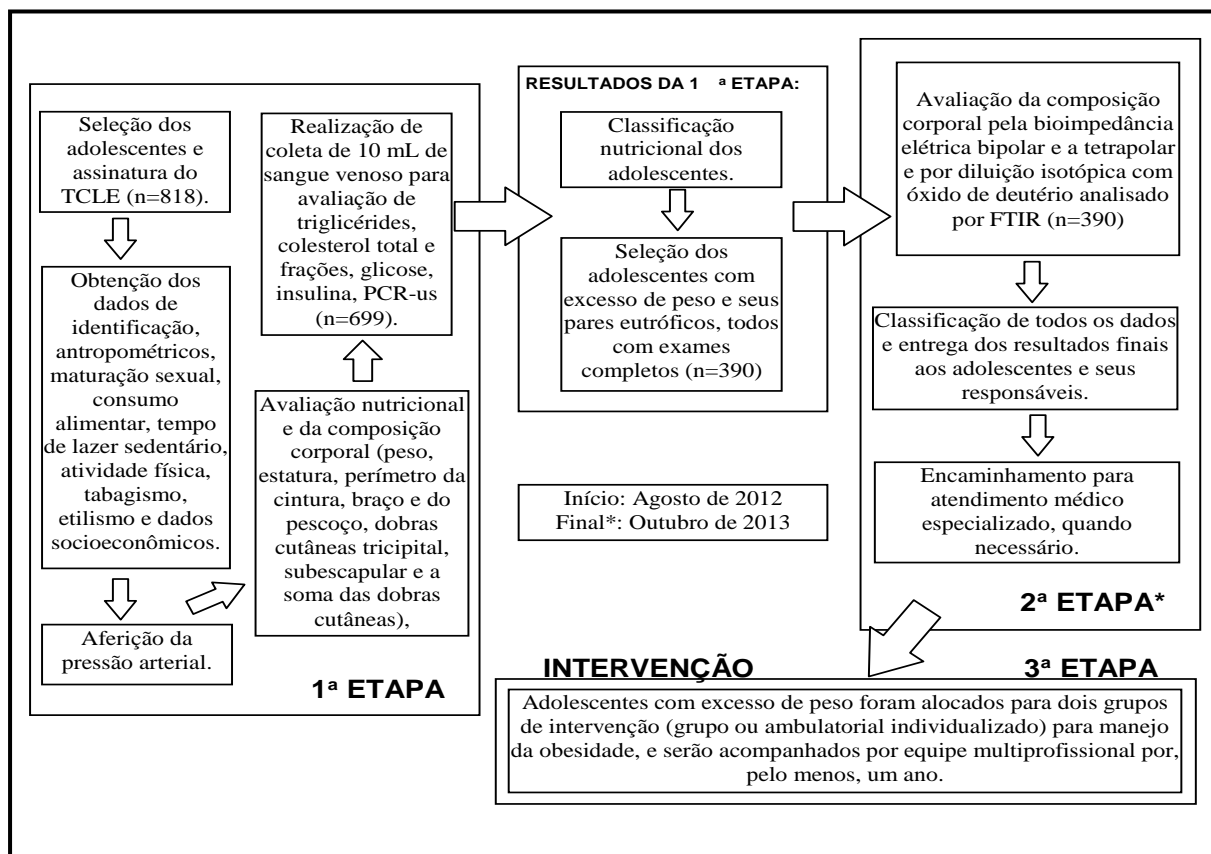 Seleção dos
adolescentes e
assinatura do
TCLE (n=818).
Obtenção dos
dados de
identificação,
antropométricos,
maturação sexual,
consumo
alimentar, tempo
de lazer sedentário,
atividade física,
tabagismo,
etilismo e dados
socioeconômicos.
Aferição da
pressão arterial.
Avaliação nutricional
e da composição
corporal (peso,
estatura, perímetro da
cintura, braço e do
pescoço, dobras
cutâneas tricipital,
subescapular e a
soma das dobras
cutâneas),
Realização de
coleta de 10 mL de
sangue venoso para
avaliação de
triglicérides,
colesterol total e
frações, glicose,
insulina, PCR-us
(n=699).
1ª ETAPA
RESULTADOS DA 1 ª ETAPA:
Classificação
nutricional dos
adolescentes.
Seleção dos
adolescentes com
excesso de peso e seus
pares eutróficos, todos
com exames
completos (n=390)
Início: Agosto de 2012
Final*: Outubro de 2013
Avaliação da composição
corporal pela bioimpedância
elétrica bipolar e a tetrapolar
e por diluição isotópica com
óxido de deutério analisado
por FTIR (n=390)
Classificação de todos os dados
e entrega dos resultados finais
aos adolescentes e seus
responsáveis.
Encaminhamento para
atendimento médico
especializado, quando
necessário.
2ª ETAPA*
INTERVENÇÃO
3ª ETAPA
Adolescentes com excesso de peso foram alocados para dois grupos
de intervenção (grupo ou ambulatorial individualizado) para manejo
da obesidade, e serão acompanhados por equipe multiprofissional por,
pelo menos, um ano.